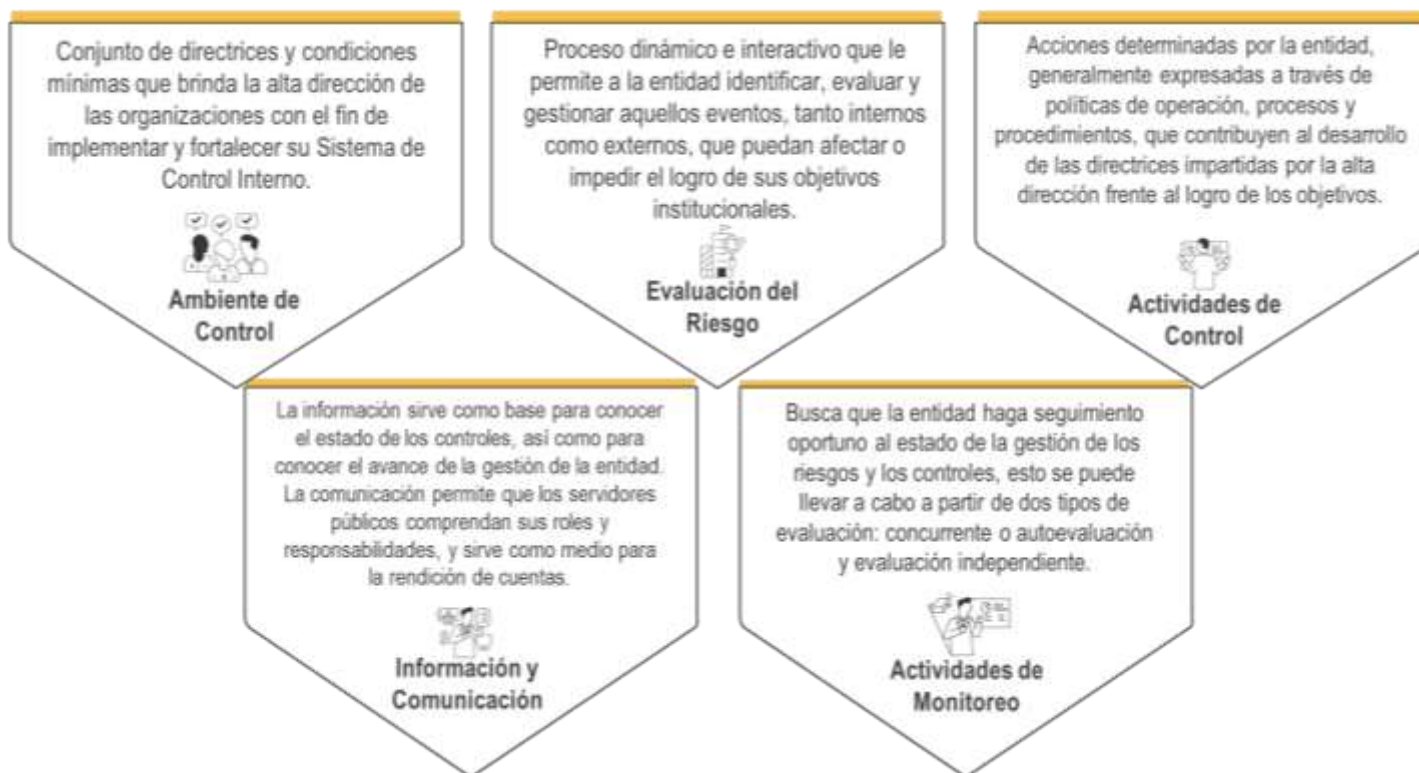 Conjunto de directrices y condiciones
mínimas que brinda la alta dirección de
las organizaciones con el fin de
implementar y fortalecer su Sistema de
Control Interno.
Ambiente de
Control
Proceso dinámico e interactivo que le
permite a la entidad identificar, evaluar y
gestionar aquellos eventos, tanto internos
como externos, que puedan afectar o
impedir el logro de sus objetivos
institucionales.
Evaluación del
Riesgo
Acciones determinadas por la entidad,
generalmente expresadas a través de
políticas de operación, procesos y
procedimientos, que contribuyen al desarrollo
de las directrices impartidas por la alta
dirección frente al logro de los objetivos.
Actividades de
Control
La información sirve como base para conocer
el estado de los controles, así como para
conocer el avance de la gestión de la entidad.
La comunicación permite que los servidores
públicos comprendan sus roles y
responsabilidades, y sirve como medio para
la rendición de cuentas.
Información y
Comunicación
Busca que la entidad haga seguimiento
oportuno al estado de la gestión de los
riesgos y los controles, esto se puede
llevar a cabo a partir de dos tipos de
evaluación: concurrente o autoevaluación
y evaluación independiente.
Actividades de
Monitoreo